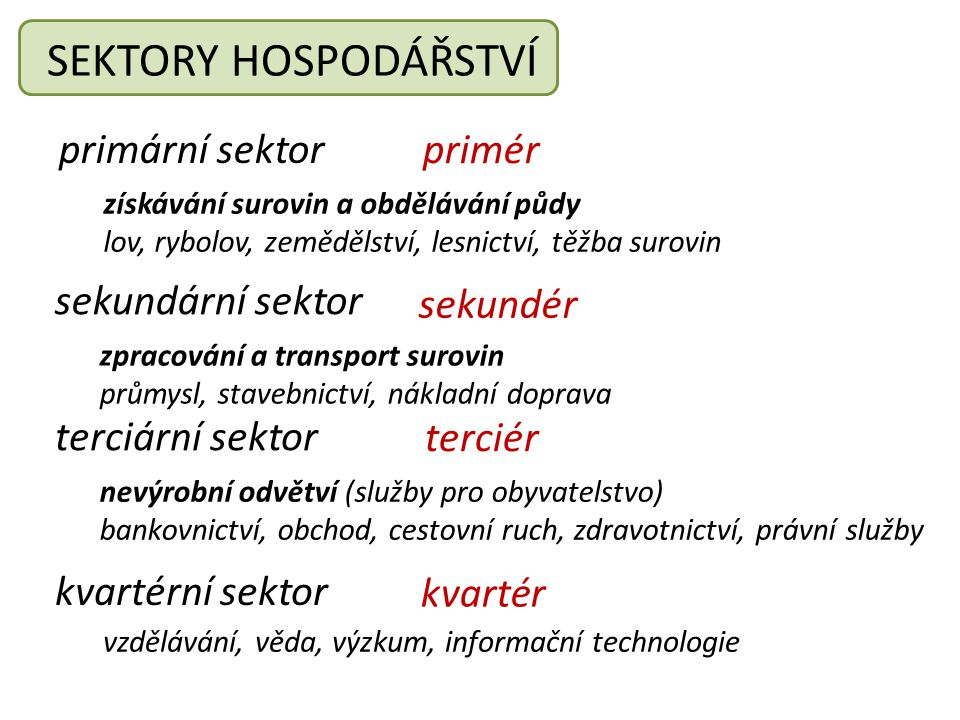 SEKTORY HOSPODÁŘSTVÍ
primární sektor primér
získávání surovin a obdělávání půdy
lov, rybolov, zemědělství, lesnictví, těžba surovin
sekundární sektor sekundér
zpracování a transport surovin
průmysl, stavebnictví, nákladní doprava
terciární sektor terciér
nevýrobní odvětví (služby pro obyvatelstvo)
bankovnictví, obchod, cestovní ruch, zdravotnictví, právní služby
kvartérní sektor kvartér
vzdělávání, věda, výzkum, informační technologie